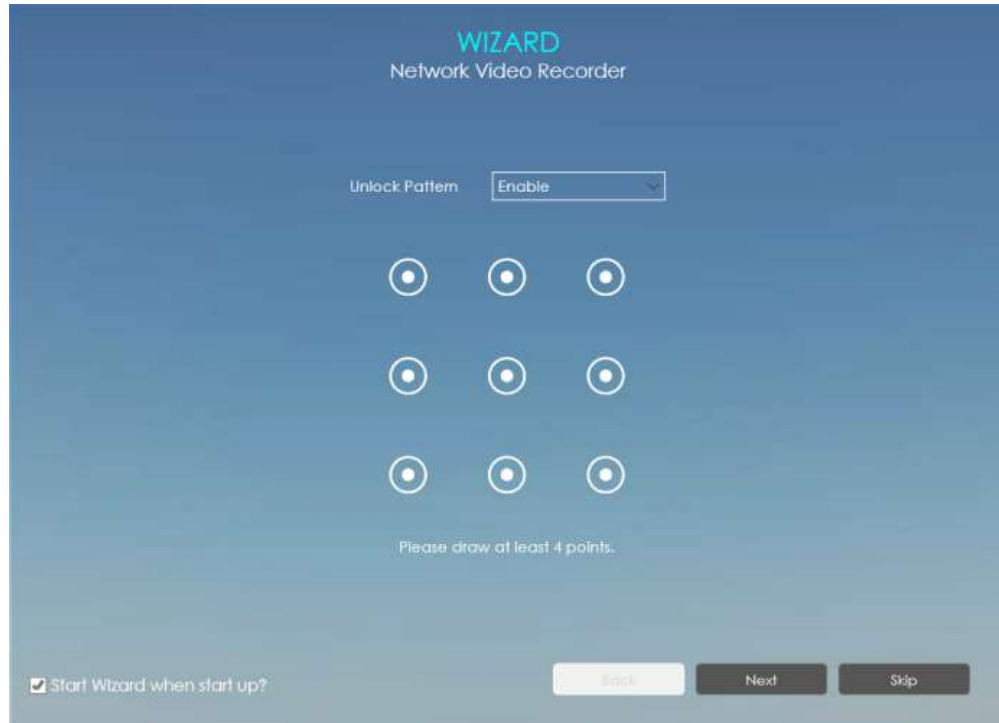 WIZARD
Network Video Recorder
Unlock Pattern Enable
Please draw at least 4 points.
Start Wizard when start up? Back Next Skip